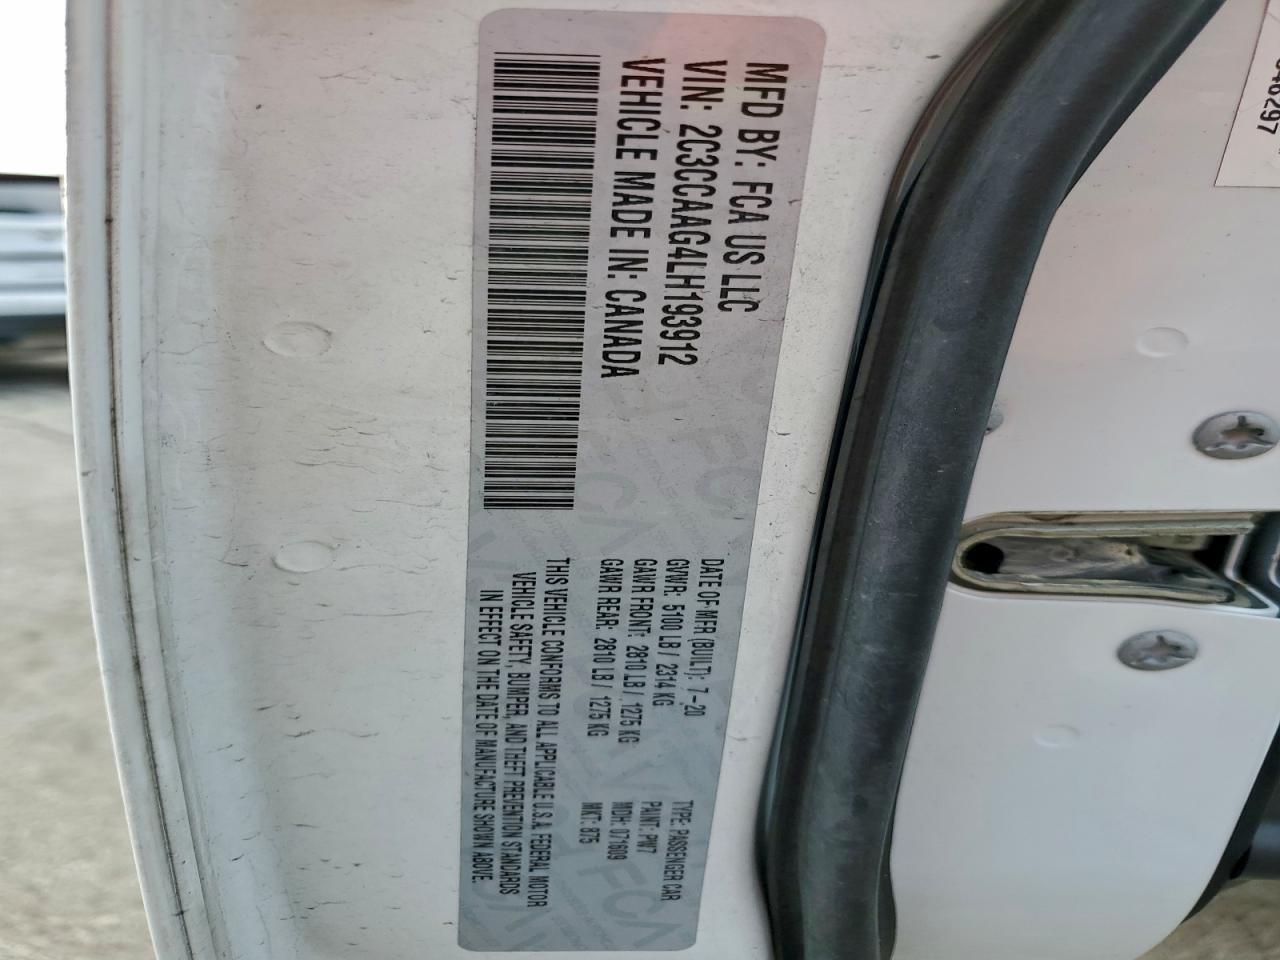 MFD BY: FCA US LLC
VIN: 2C3CCAAG4LH193912
VEHICLE MADE IN: CANADA
DATE OF MFR (BUILT): 7-20
GVWR: 5100 LB / 2314 KG
GAWR FRONT: 2810 LB / 1275 KG
GAWR REAR: 2810 LB / 1275 KG
TYPE: PASSENGER CAR
PAINT: PW7
MDH: 071609
MKT: 875
THIS VEHICLE CONFORMS TO ALL APPLICABLE U.S.A. FEDERAL MOTOR
VEHICLE SAFETY, BUMPER, AND THEFT PREVENTION STANDARDS
IN EFFECT ON THE DATE OF MANUFACTURE SHOWN ABOVE.
FCA